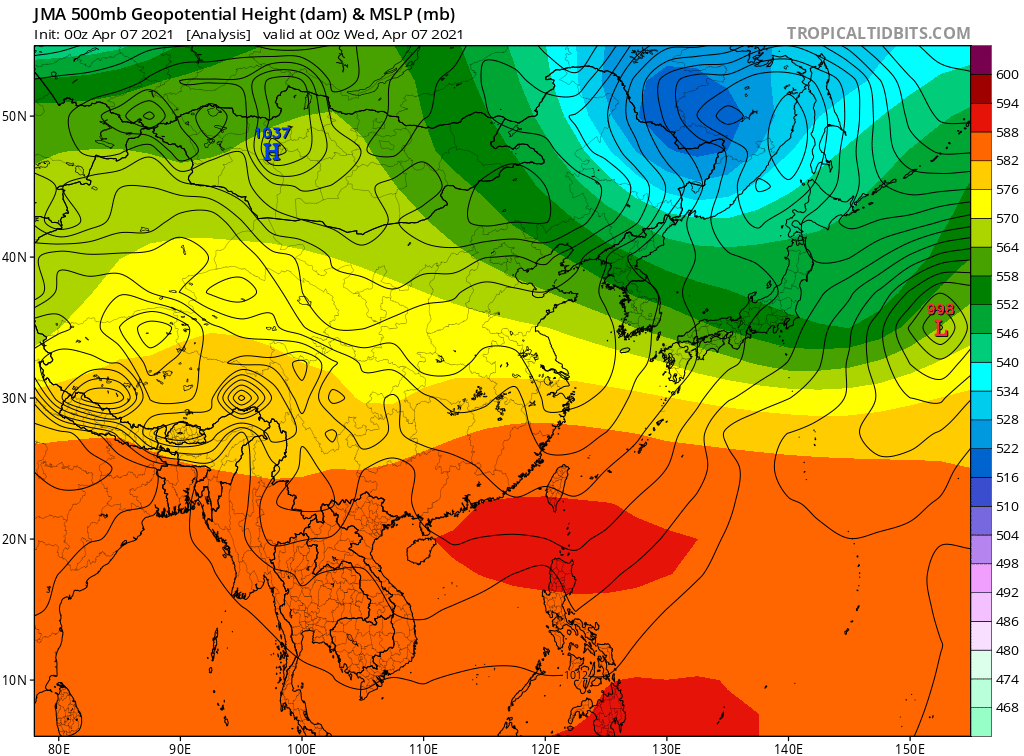 JMA 500mb Geopotential Height (dam) & MSLP (mb)
Init: 00z Apr 07 2021 [Analysis] valid at 00z Wed, Apr 07 2021
TROPICALTIDBITS.COM
600
594
588
582
576
570
564
558
552
546
540
534
528
522
516
510
504
498
492
486
480
474
468
50N
40N
30N
20N
10N
1037
H
998
L
1012
80E
90E
100E
110E
120E
130E
140E
150E